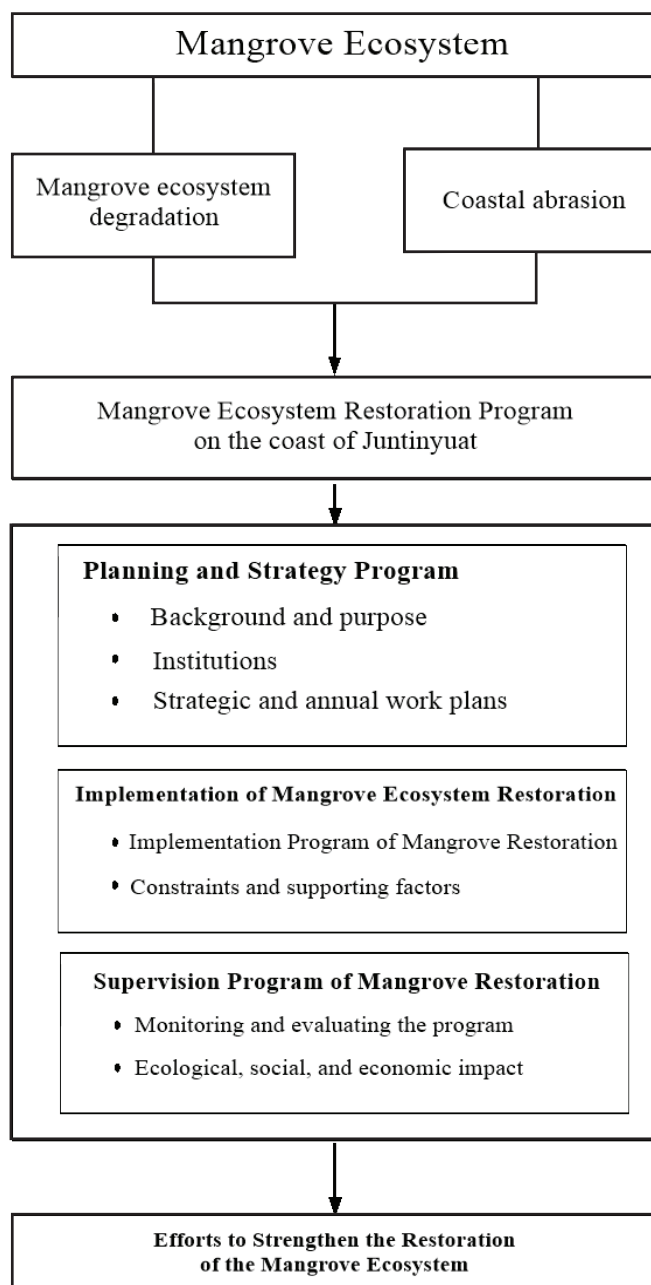 Mangrove Ecosystem
Mangrove ecosystem
degradation
Coastal abrasion
Mangrove Ecosystem Restoration Program
on the coast of Juntinyuat
Planning and Strategy Program
• Background and purpose
• Institutions
• Strategic and annual work plans
Implementation of Mangrove Ecosystem Restoration
• Implementation Program of Mangrove Restoration
• Constraints and supporting factors
Supervision Program of Mangrove Restoration
• Monitoring and evaluating the program
• Ecological, social, and economic impact
Efforts to Strengthen the Restoration
of the Mangrove Ecosystem